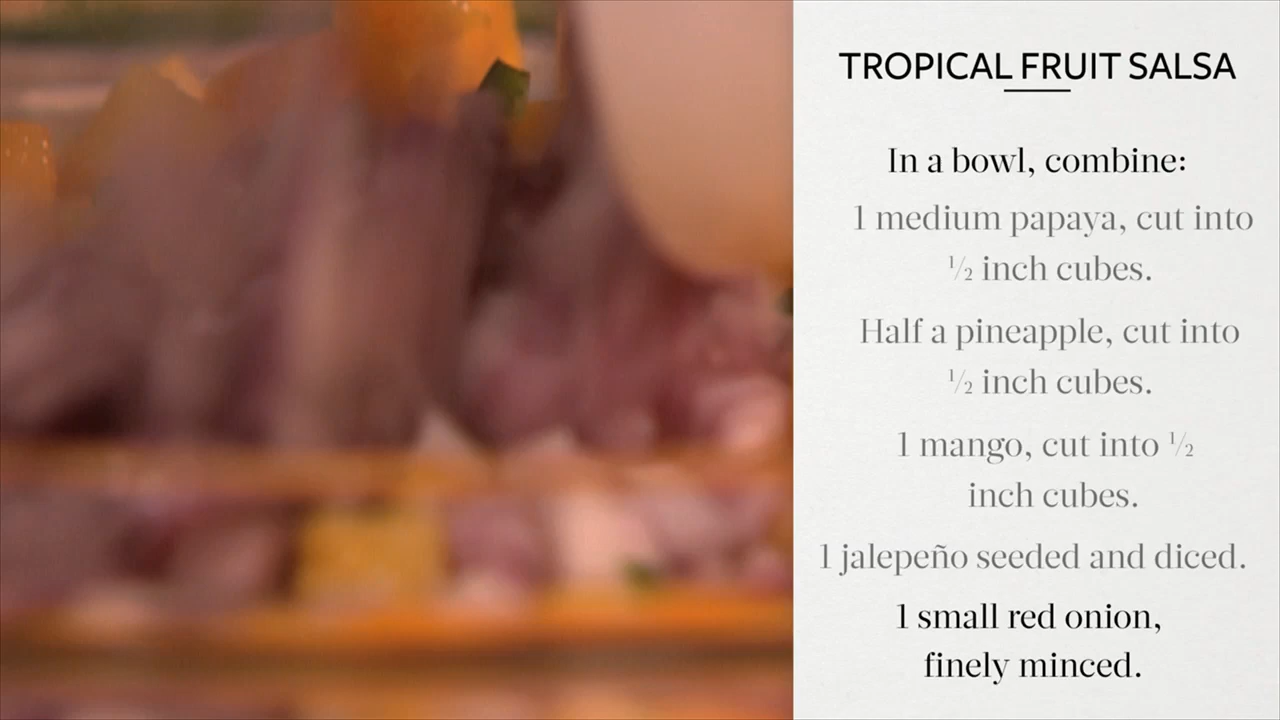 TROPICAL FRUIT SALSA
In a bowl, combine:
1 medium papaya, cut into
½ inch cubes.
Half a pineapple, cut into
½ inch cubes.
1 mango, cut into ½
inch cubes.
1 jalepeño seeded and diced.
1 small red onion,
finely minced.